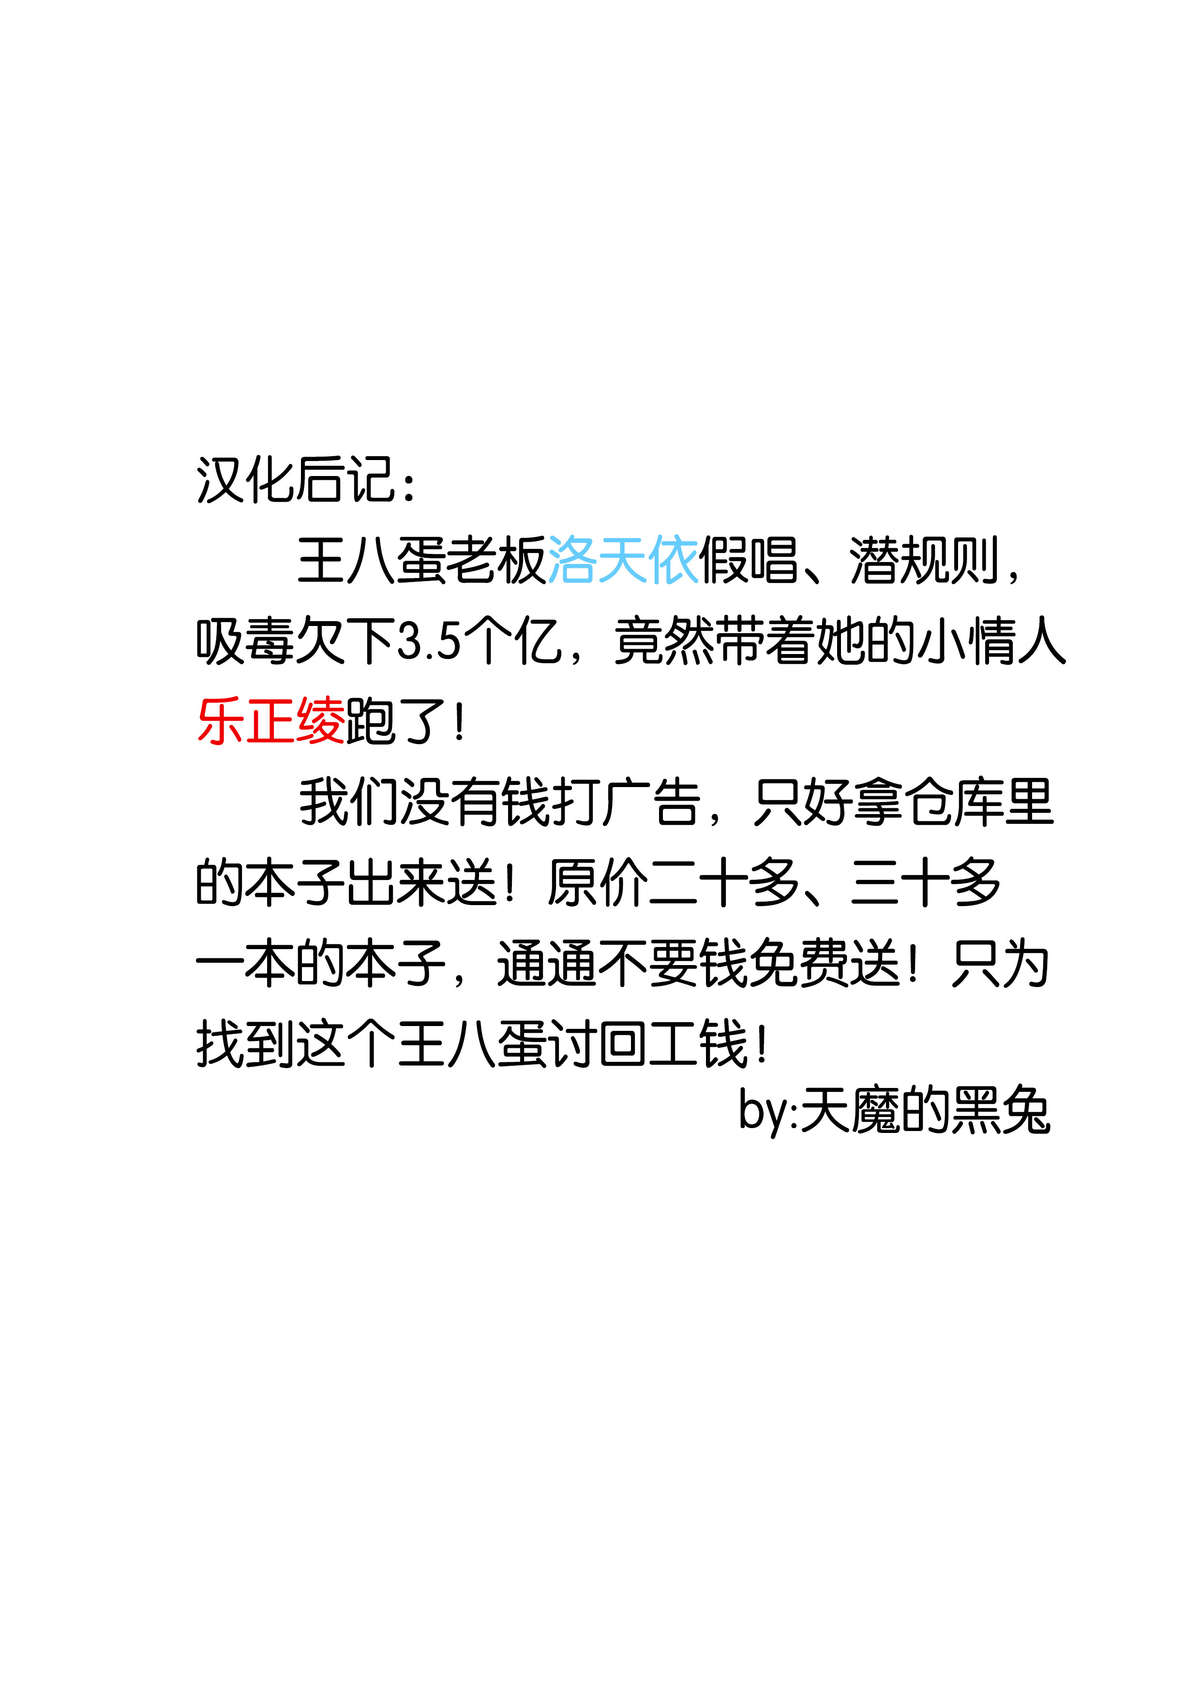 汉化后记：
王八蛋老板洛天依假唱、潜规则，
吸毒欠下3.5个亿，竟然带着她的小情人
乐正绫跑了！
我们没有钱打广告，只好拿仓库里
的本子出来送！原价二十多、三十多
一本的本子，通通不要钱免费送！只为
找到这个王八蛋讨回工钱！
by:天魔的黑兔